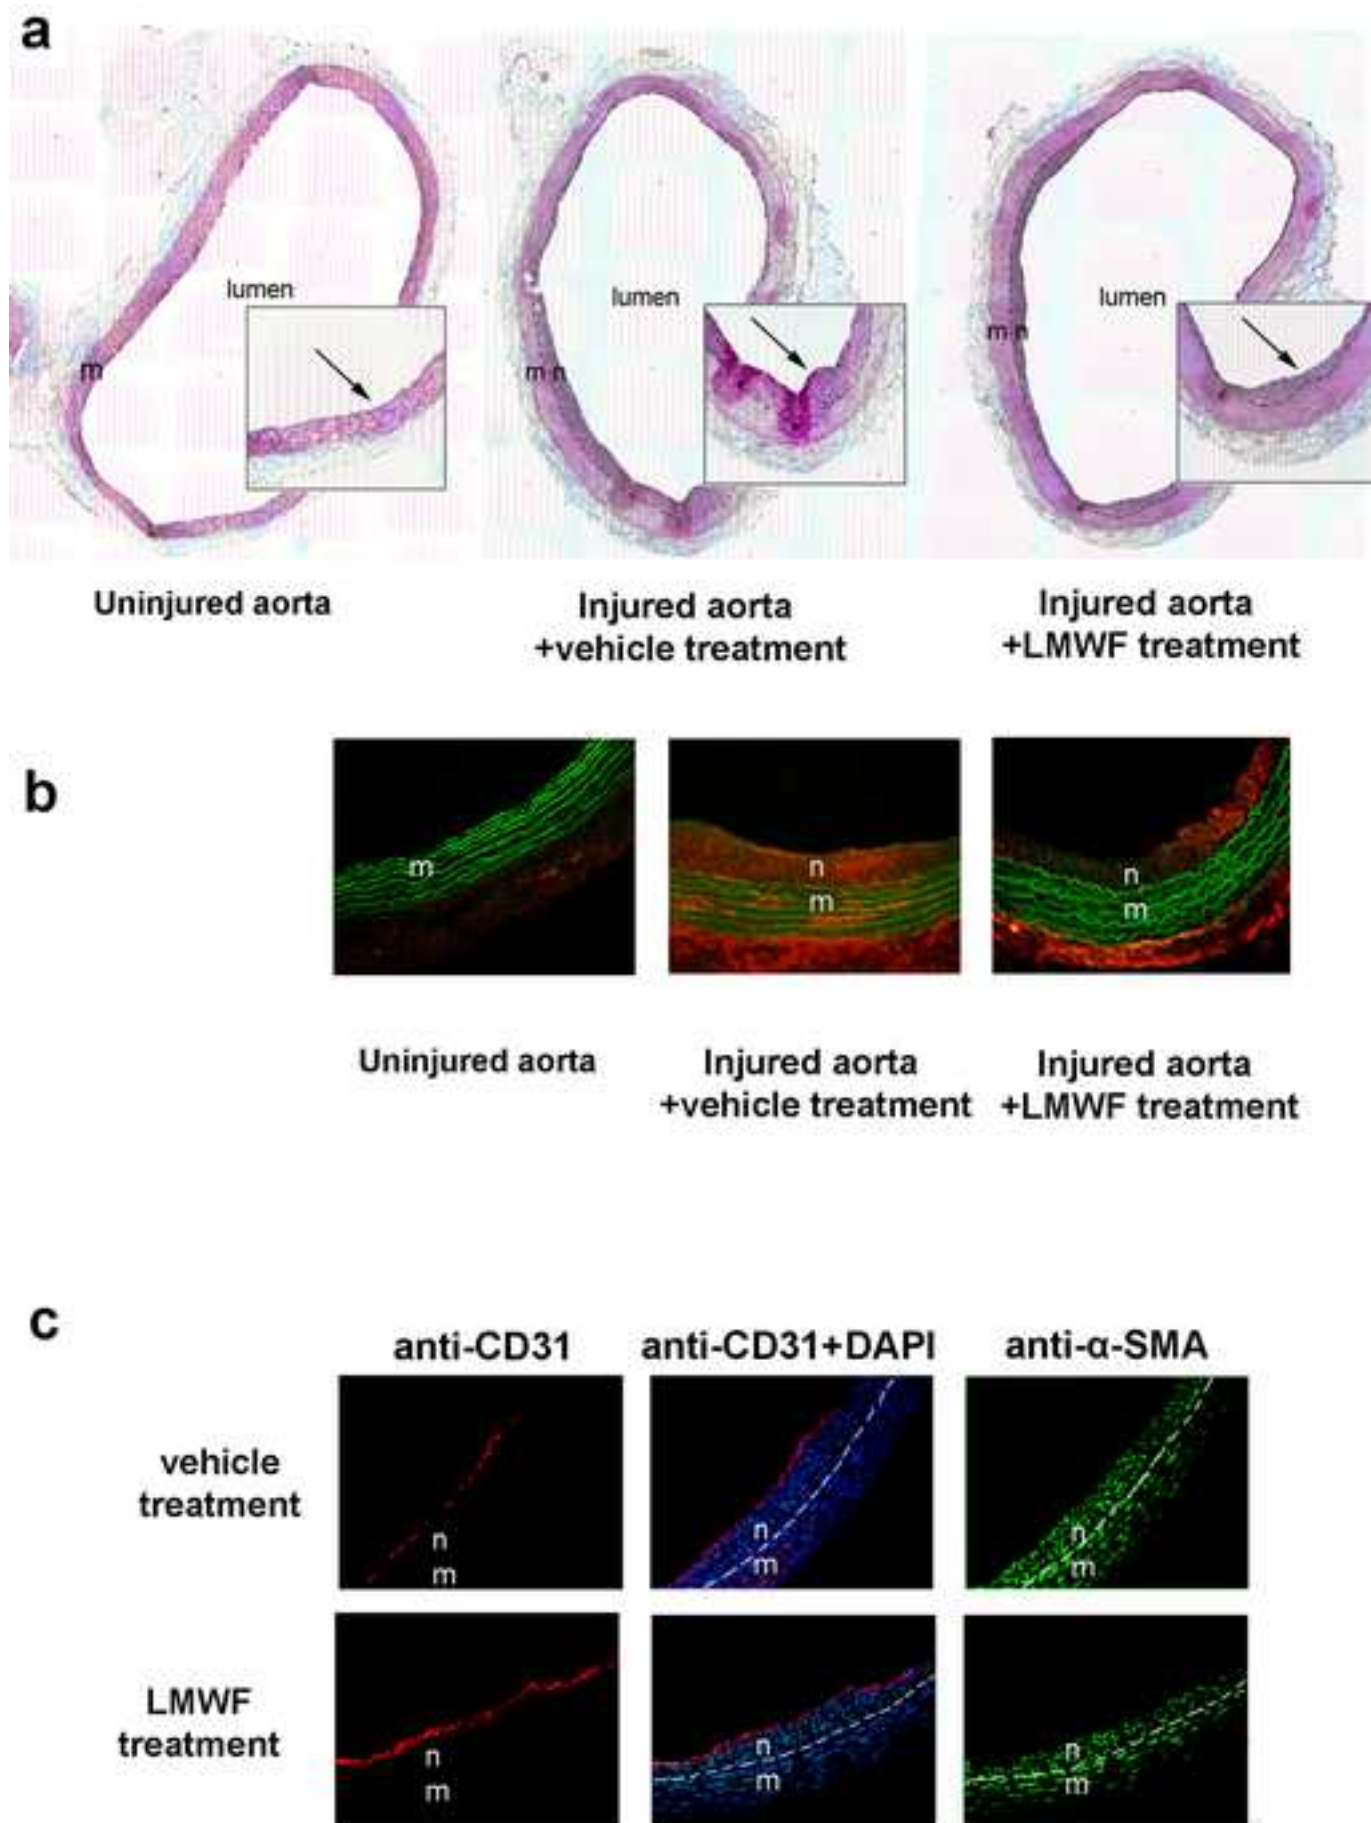 a
lumen
lumen
lumen
m
m n
m n
Uninjured aorta
Injured aorta
+vehicle treatment
Injured aorta
+LMWF treatment
b
m
n
m
n
m
Uninjured aorta
Injured aorta
+vehicle treatment
Injured aorta
+LMWF treatment
c
anti-CD31
anti-CD31+DAPI
anti-α-SMA
vehicle
treatment
n
m
n
m
n
m
LMWF
treatment
n
m
n
m
n
m